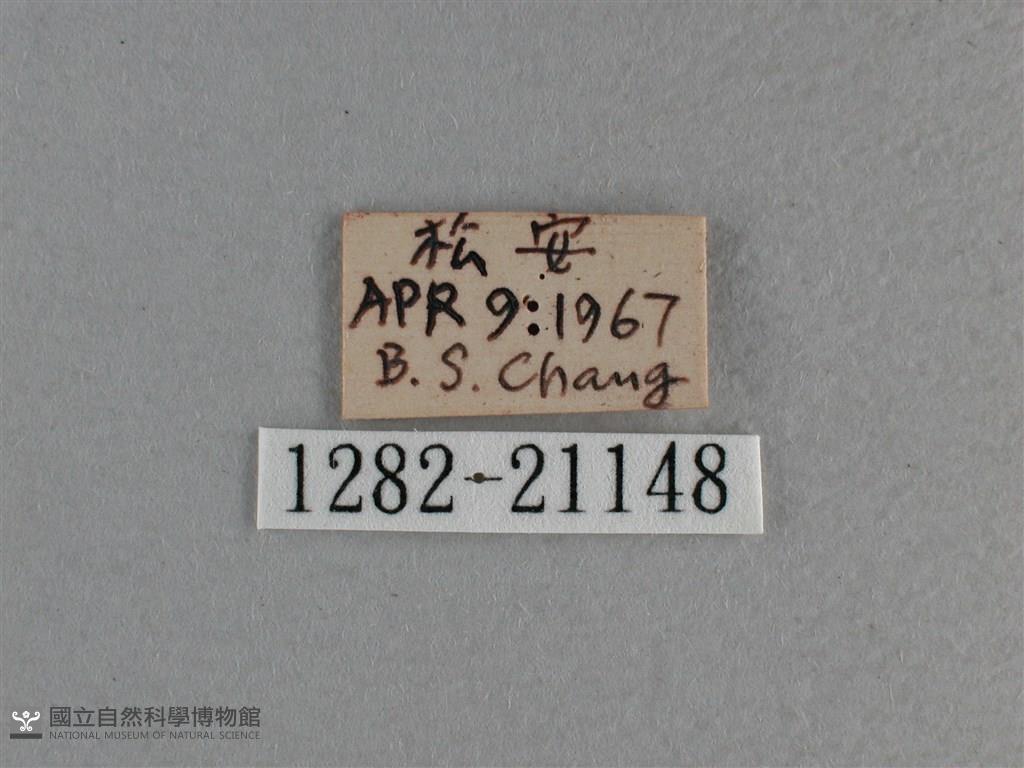 松安
APR 9:1967
B.S. Chang
1282-21148
國立自然科學博物館
NATIONAL MUSEUM OF NATURAL SCIENCE